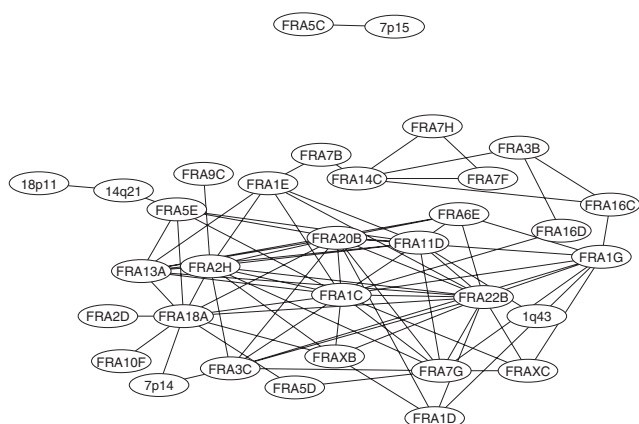 FRA5C
7p15
FRA7H
FRA7B
FRA3B
FRA9C
FRA14C
FRA7F
18p11
14q21
FRA1E
FRA16C
FRA5E
FRA6E
FRA16D
FRA20B
FRA11D
FRA1G
FRA13A
FRA2H
FRA1C
FRA22B
FRA2D
FRA18A
1q43
FRA10F
FRAXB
7p14
FRA3C
FRA5D
FRA7G
FRAXC
FRA1D